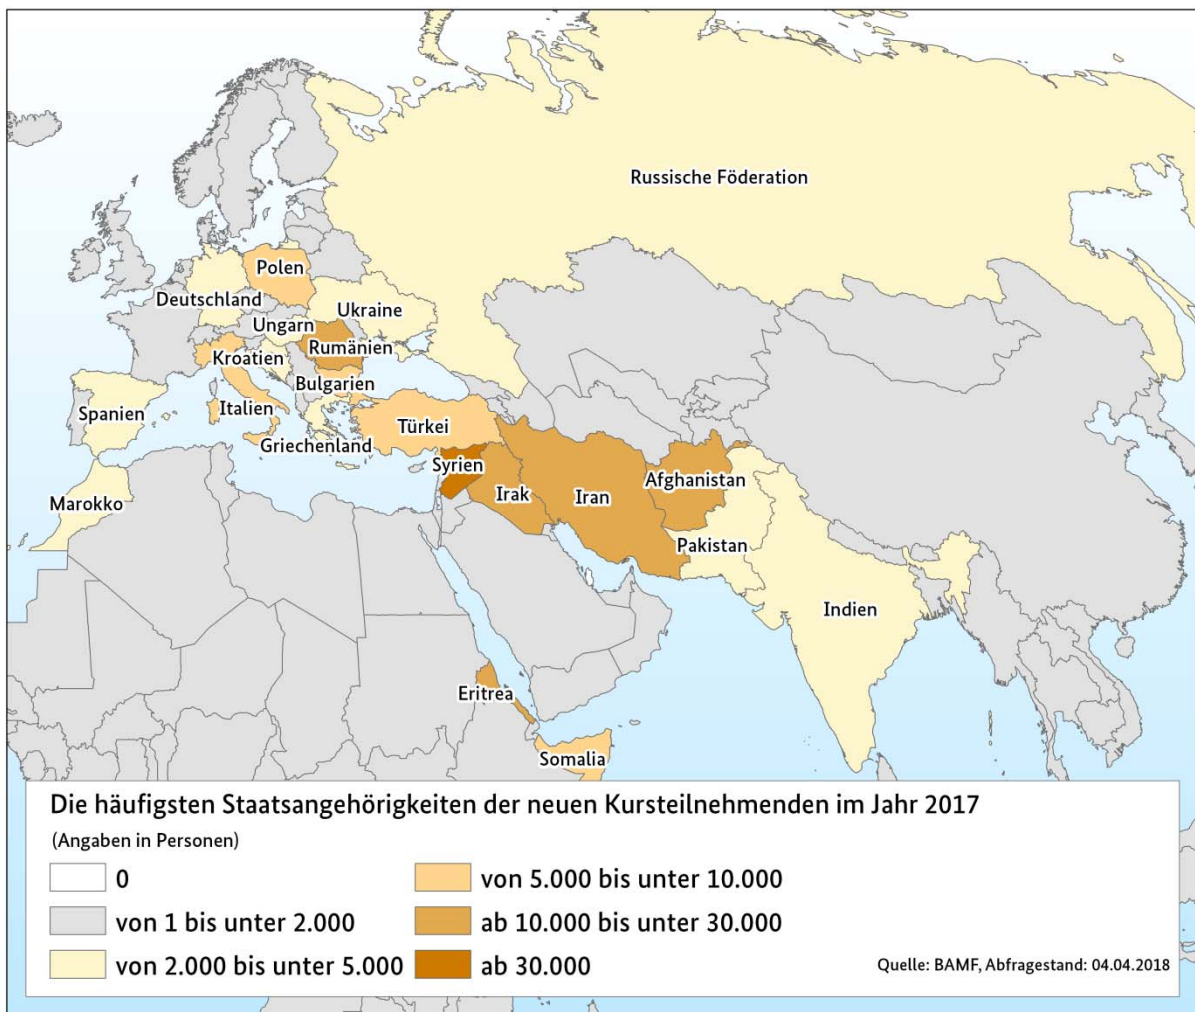 Russische Föderation
Polen
Deutschland
Ukraine
Ungarn
Rumänien
Kroatien
Bulgarien
Spanien
Italien
Türkei
Griechenland
Syrien
Afghanistan
Marokko
Irak
Iran
Pakistan
Indien
Eritrea
Somalia
Die häufigsten Staatsangehörigkeiten der neuen Kursteilnehmenden im Jahr 2017
(Angaben in Personen)
0
von 1 bis unter 2.000
von 2.000 bis unter 5.000
von 5.000 bis unter 10.000
ab 10.000 bis unter 30.000
ab 30.000
Quelle: BAMF, Abfragestand: 04.04.2018